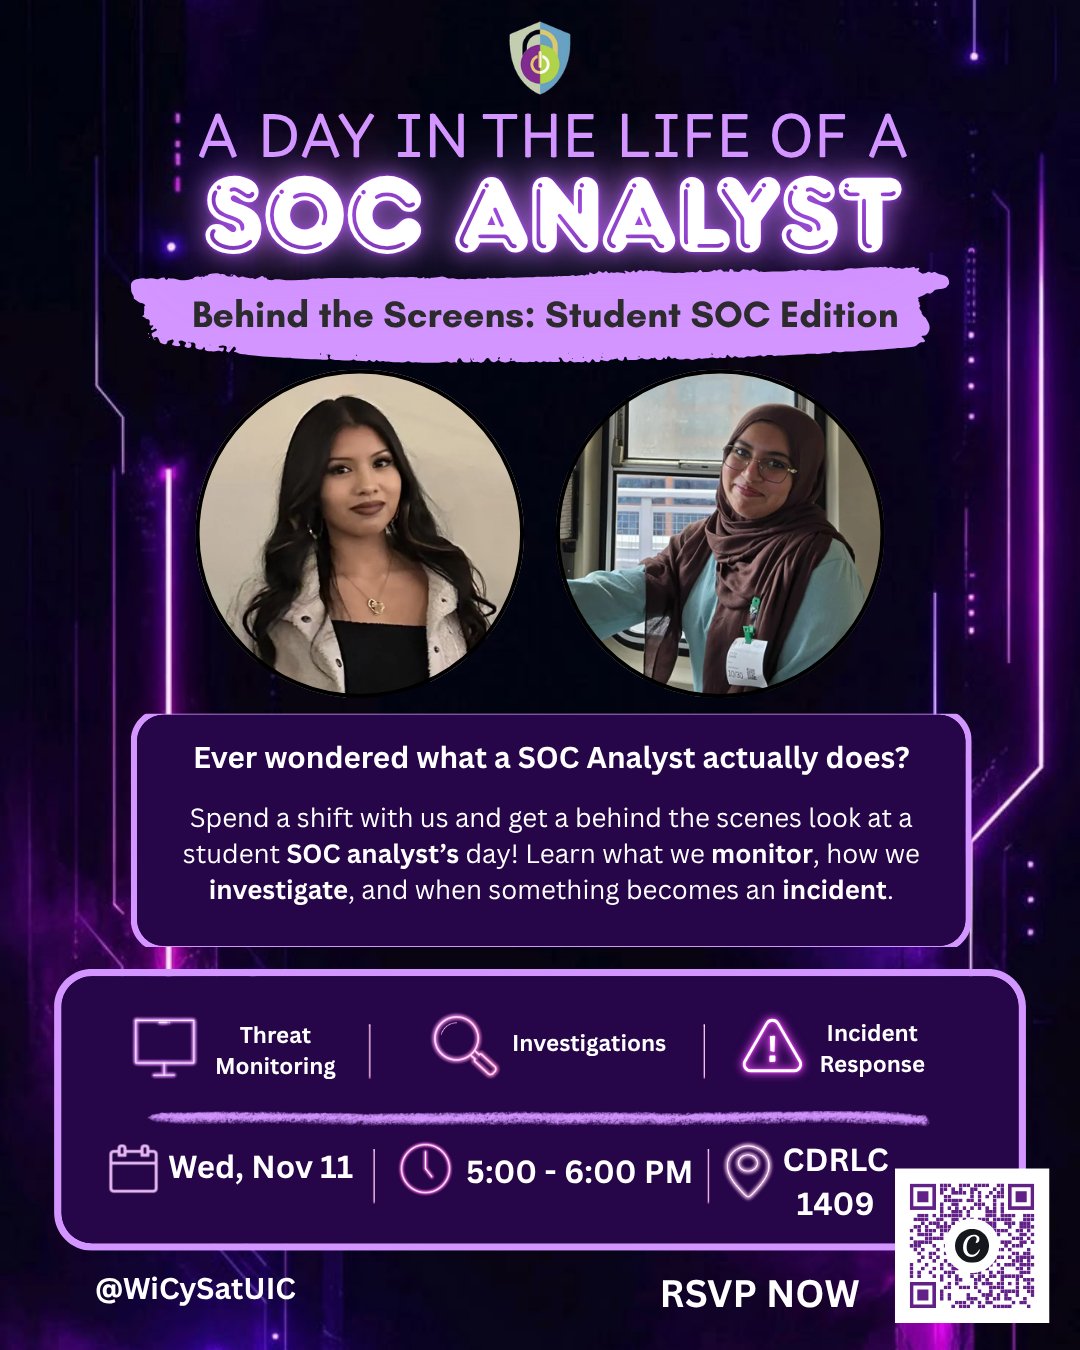 A DAY IN THE LIFE OF A
SOC ANALYST
Behind the Screens: Student SOC Edition
10/30
Ever wondered what a SOC Analyst actually does?
Spend a shift with us and get a behind the scenes look at a
student SOC analyst’s day! Learn what we monitor, how we
investigate, and when something becomes an incident.
Threat
Monitoring
Investigations
Incident
Response
Wed, Nov 11
5:00 - 6:00 PM
CDRLC
1409
@WiCySatUIC
RSVP NOW
C